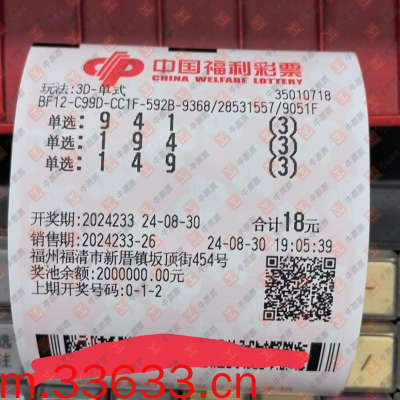 中国福利彩票
CHINA WELFARE LOTTERY
玩法:3D-单式 35010718
BF12-C99D-CC1F-592B-9368/28531557/9051F
单选: 9 4 1 (3)
单选: 1 9 4 (3)
单选: 1 4 9 (3)
开奖期:2024233 24-08-30 合计18元
销售期:2024233-26 24-08-30 19:05:39
福州福清市新厝镇坂顶街454号
奖池余额:2000000.00元
上期开奖号码:0-1-2
m.33633.cn